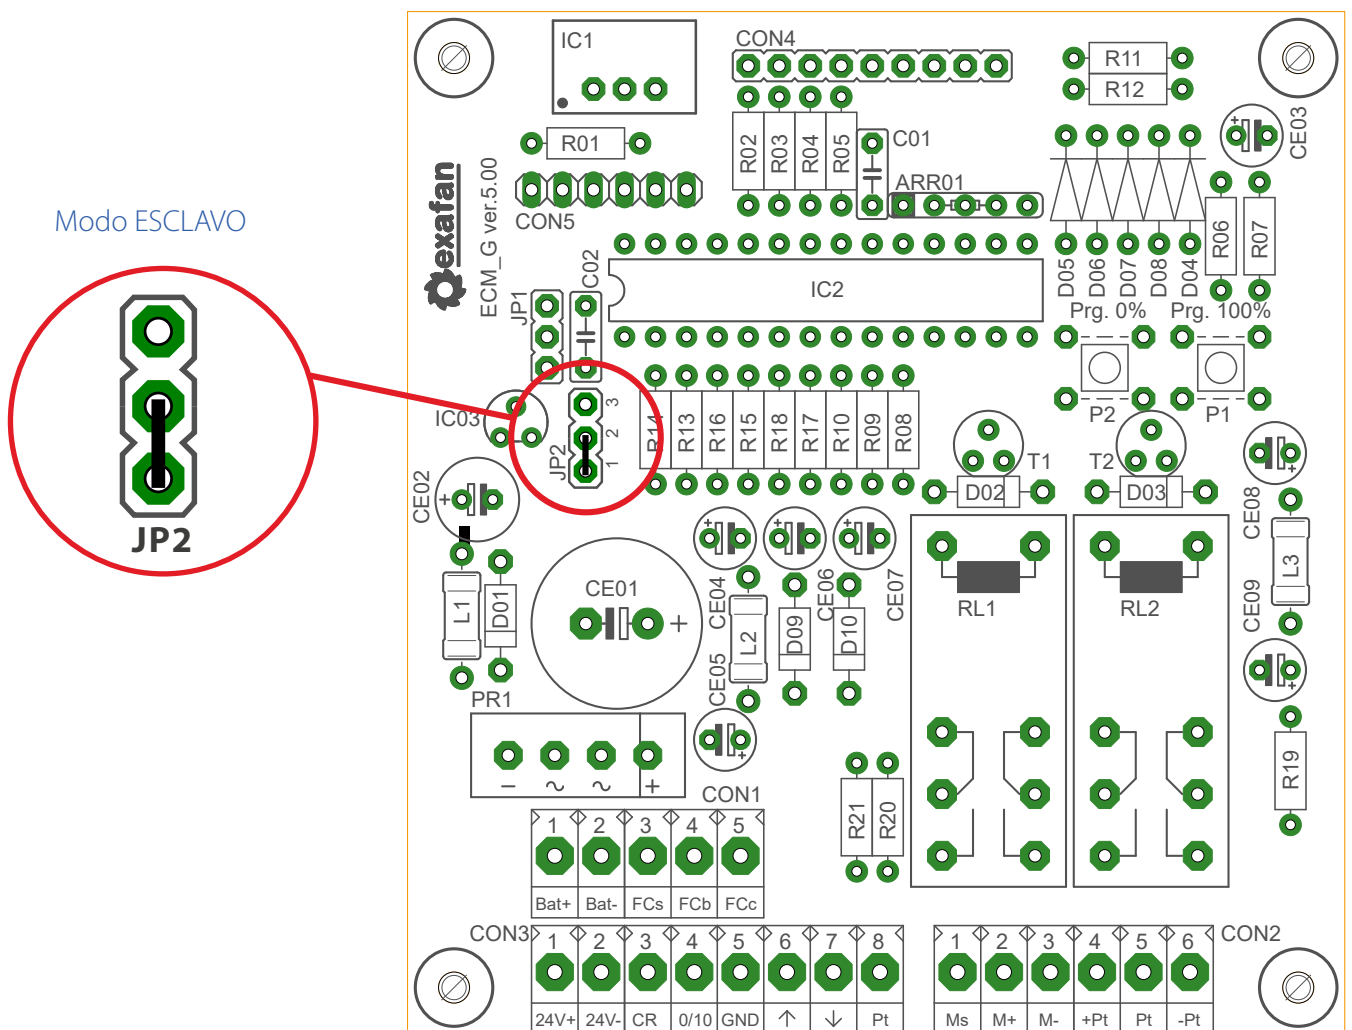 IC1
CON4
R11
R12
CE03
R01
C01
R02
R03
R04
R05
ARR01
exafan
ECM_G ver.5.00
CON5
Modo ESCLAVO
R06
R07
D05
D06
D07
D08
D04
C02
IC2
JP1
Prg. 0%
Prg. 100%
IC03
3
2
1
JP2
R14
R13
R16
R15
R18
R17
R10
R09
R08
P2
P1
T1
T2
D02
D03
CE02
+
JP2
CE08
L3
CE09
CE01
+
CE04
+
+
CE06
+
CE07
RL1
RL2
L1
D01
L2
D09
D10
CE05
PR1
- ~ ~ +
+
R21
R20
R19
CON1
1 2 3 4 5
Bat+ Bat- FCs FCb FCc
CON3
1 2 3 4 5 6 7 8
24V+ 24V- CR 0/10 GND ↑ ↓ Pt
CON2
1 2 3 4 5 6
Ms M+ M- +Pt Pt -Pt